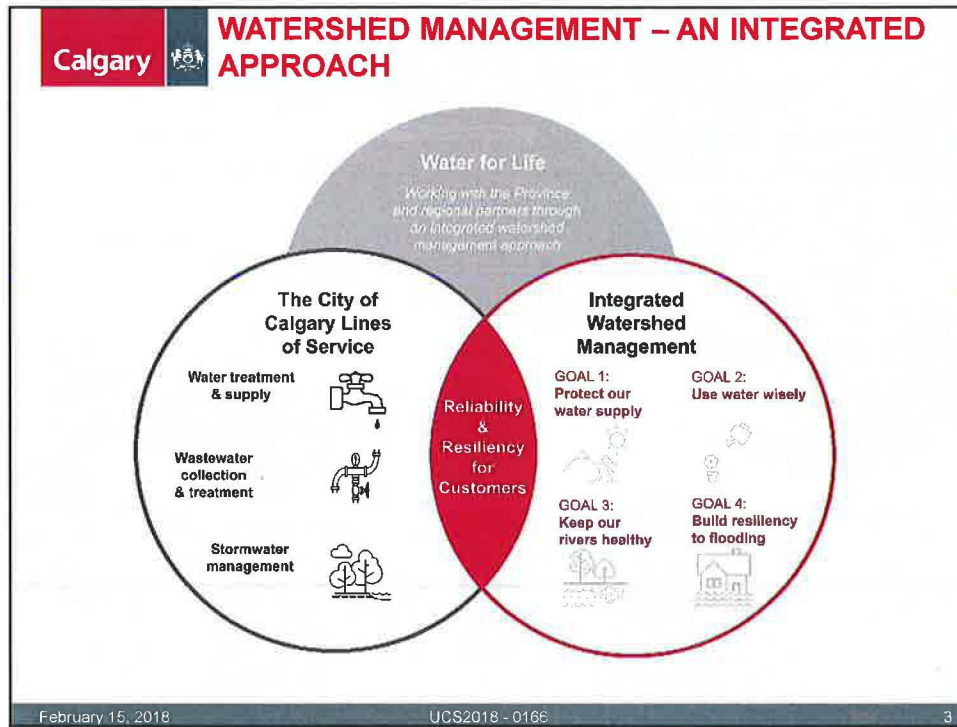 Calgary
WATERSHED MANAGEMENT – AN INTEGRATED
APPROACH
Water for Life
Working with the Province
and regional partners through
an integrated watershed
management approach
The City of
Calgary Lines
of Service
Water treatment
& supply
Wastewater
collection
& treatment
Stormwater
management
Reliability
&
Resiliency
for
Customers
Integrated
Watershed
Management
GOAL 1:
Protect our
water supply
GOAL 2:
Use water wisely
GOAL 3:
Keep our
rivers healthy
GOAL 4:
Build resiliency
to flooding
February 15, 2018
UCS2018 - 0166
3